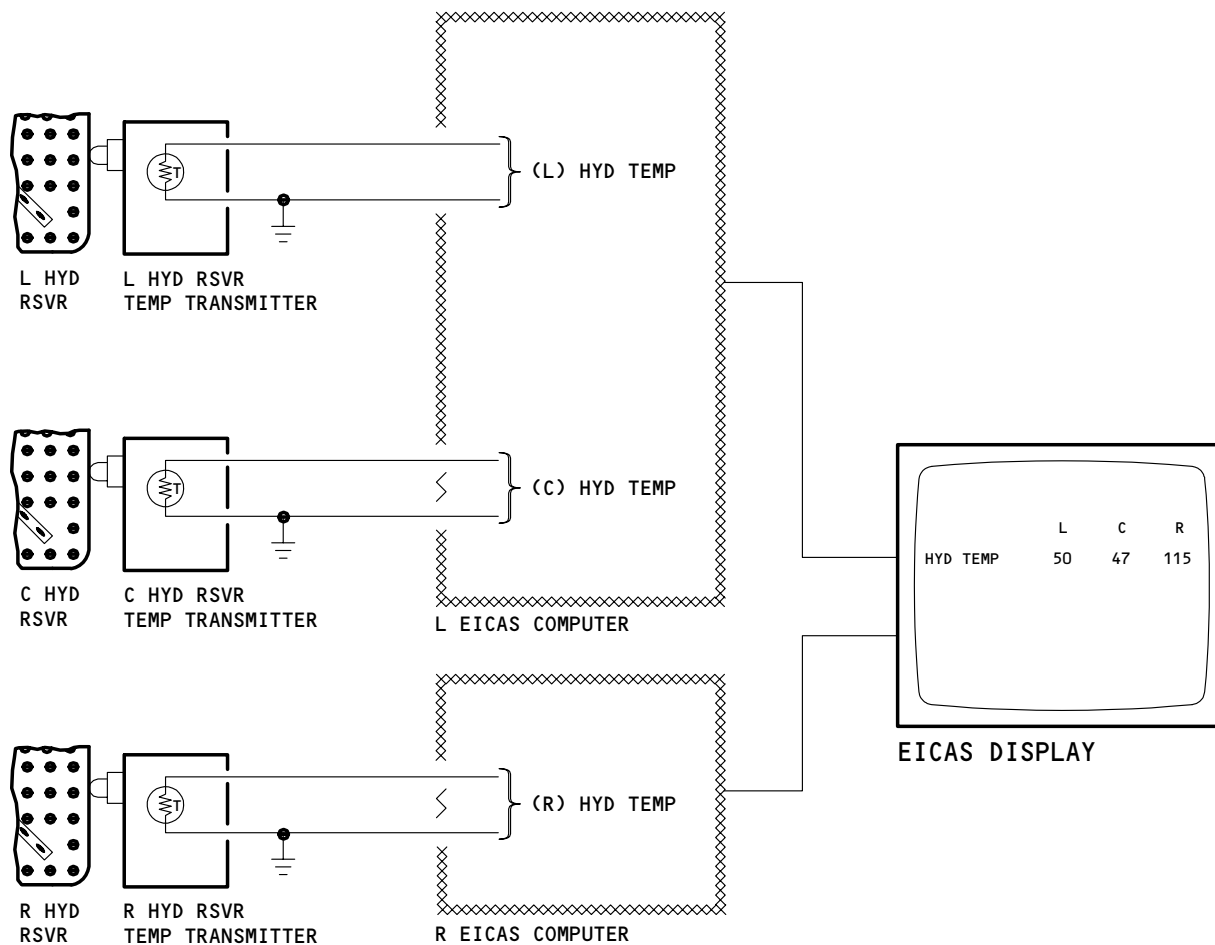 T
(L) HYD TEMP
L HYD
RSVR
L HYD RSVR
TEMP TRANSMITTER
T
(C) HYD TEMP
C HYD
RSVR
C HYD RSVR
TEMP TRANSMITTER
L EICAS COMPUTER
L C R
HYD TEMP 50 47 115
EICAS DISPLAY
T
(R) HYD TEMP
R HYD
RSVR
R HYD RSVR
TEMP TRANSMITTER
R EICAS COMPUTER